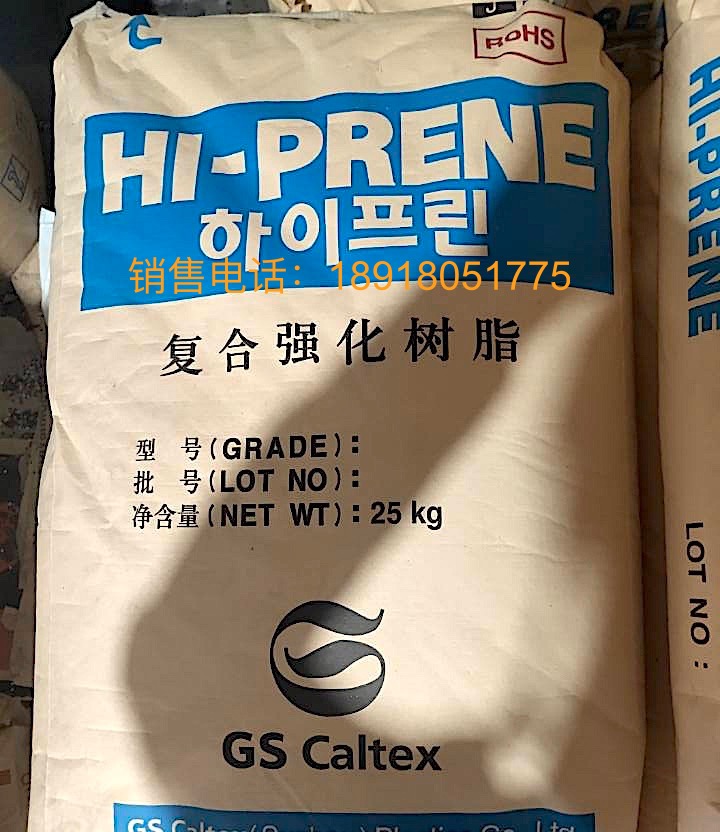 J
ROHS
HI-PRENE
하이프린
销售电话：18918051775
复合强化树脂
型 号(GRADE)：
批 号(LOT NO)：
净含量(NET WT)：25 kg
GS Caltex
GS Caltex
HI-PRENE
LOT NO：